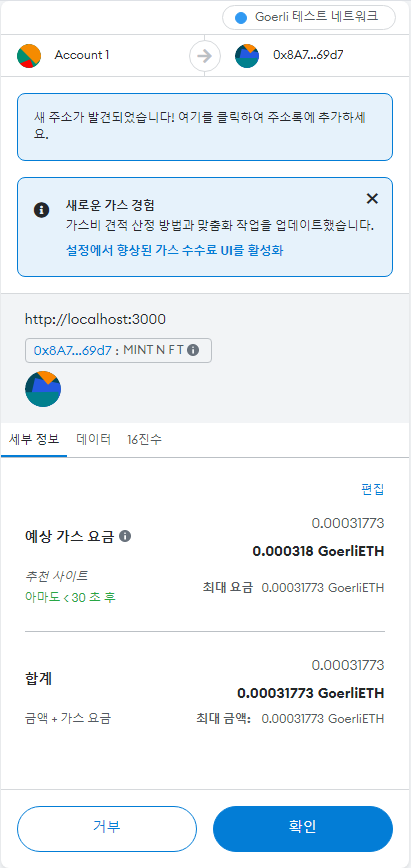 Goerli 테스트 네트워크
Account 1
0x8A7...69d7
새 주소가 발견되었습니다! 여기를 클릭하여 주소록에 추가하세
요.
새로운 가스 경험
가스비 견적 산정 방법과 맞춤화 작업을 업데이트했습니다.
설정에서 향상된 가스 수수료 UI를 활성화
http://localhost:3000
0x8A7...69d7 : MINT N F T
세부 정보 데이터 16진수
편집
0.00031773
예상 가스 요금
0.000318 GoerliETH
추천 사이트
최대 요금 0.00031773 GoerliETH
아마도 < 30 초 후
0.00031773
합계
0.00031773 GoerliETH
금액 + 가스 요금
최대 금액: 0.00031773 GoerliETH
거부 확인